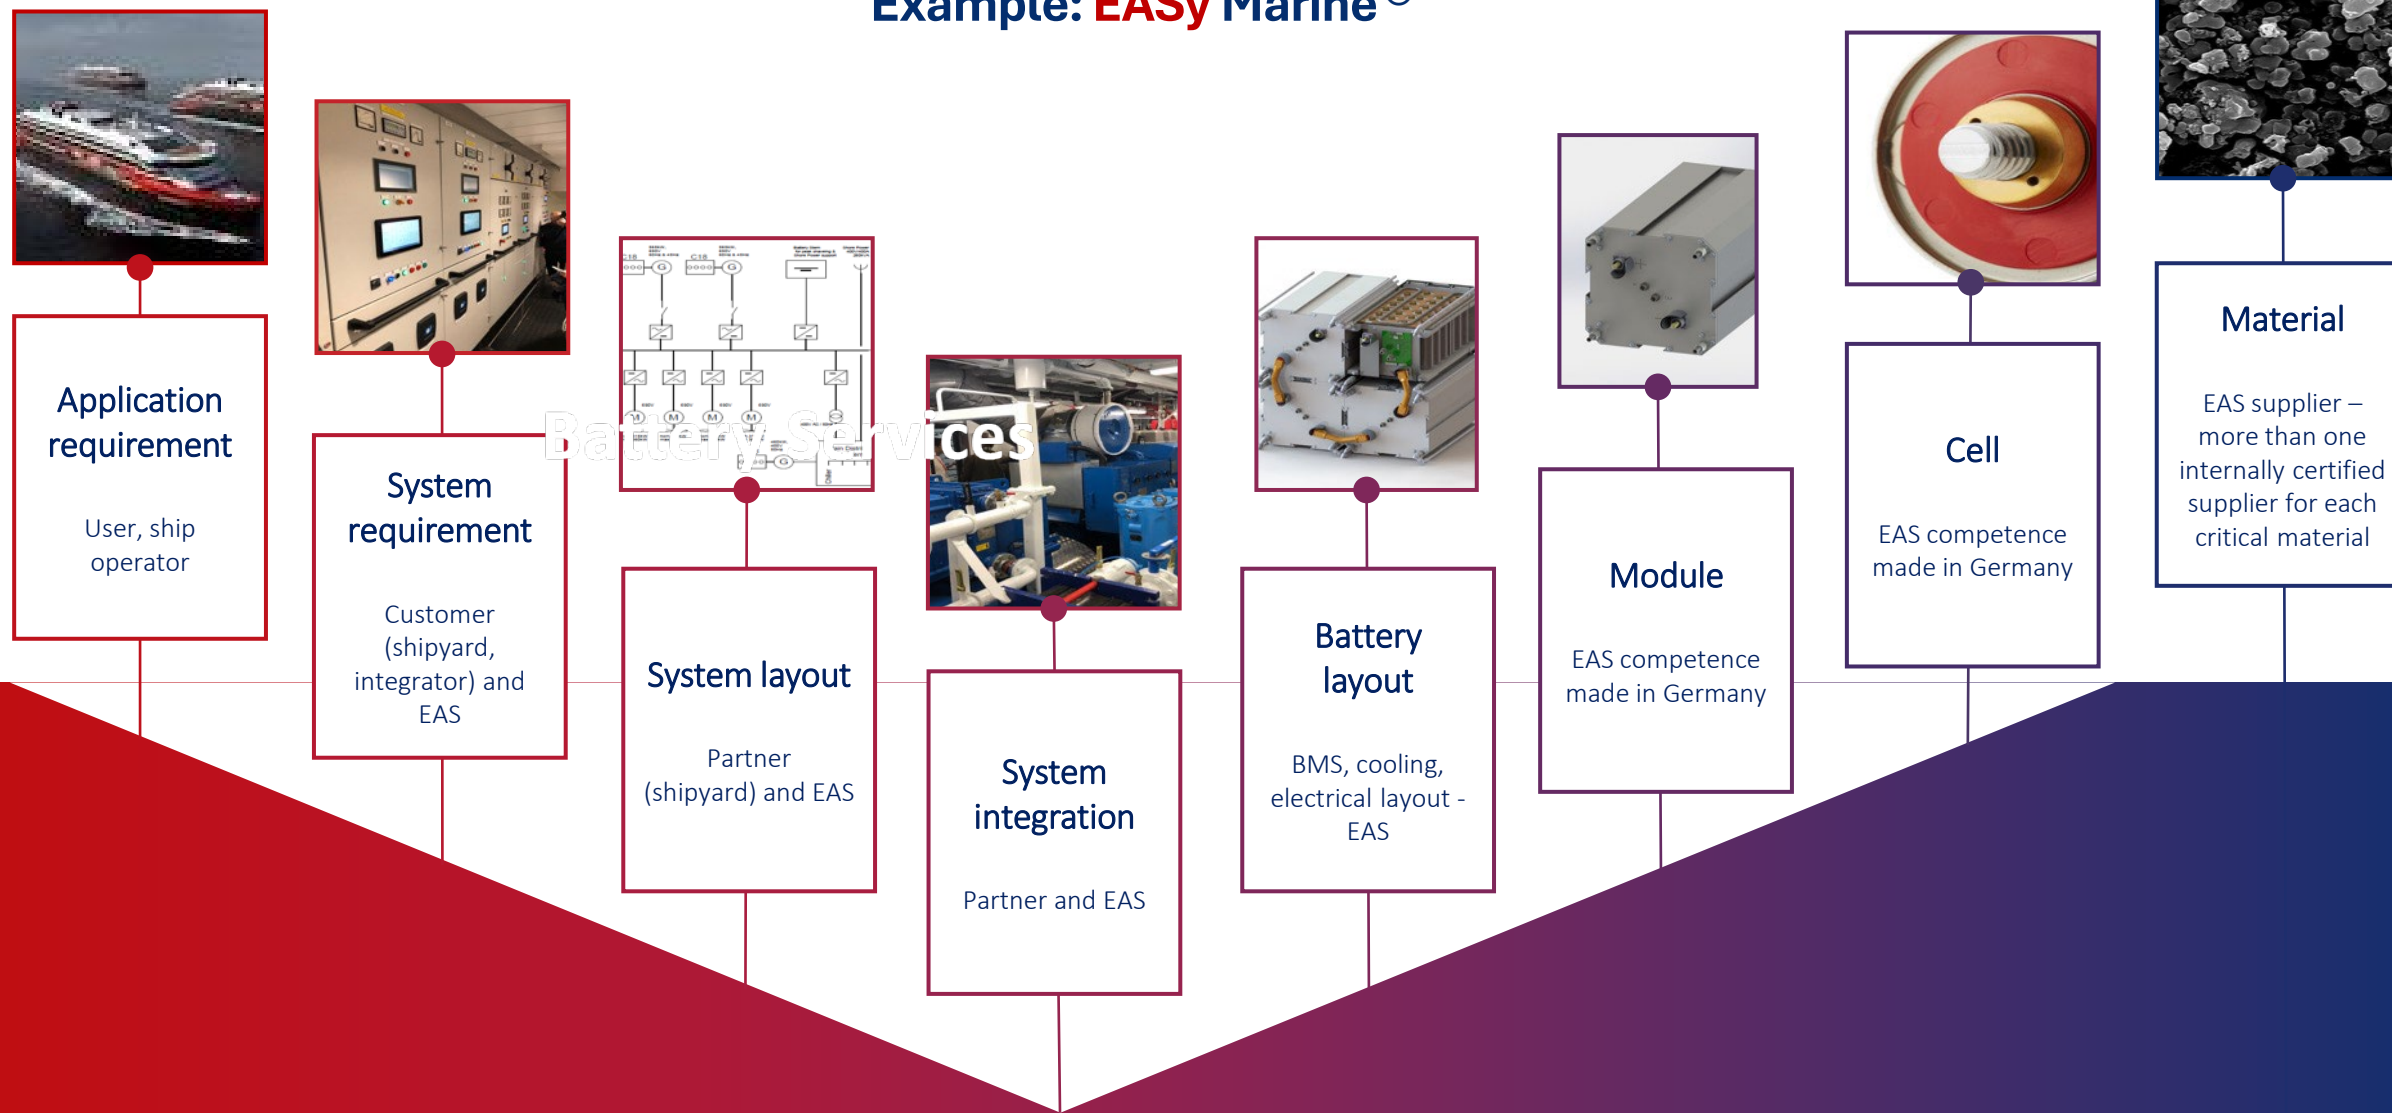 Example: EASy Marine ©
Application
requirement
User, ship
operator
System
requirement
Customer
(shipyard,
integrator) and
EAS
C18
G
C18
G
M
M
M
M
G
Battery Services
System layout
Partner
(shipyard) and EAS
System
integration
Partner and EAS
Battery
layout
BMS, cooling,
electrical layout -
EAS
Module
EAS competence
made in Germany
Cell
EAS competence
made in Germany
Material
EAS supplier –
more than one
internally certified
supplier for each
critical material